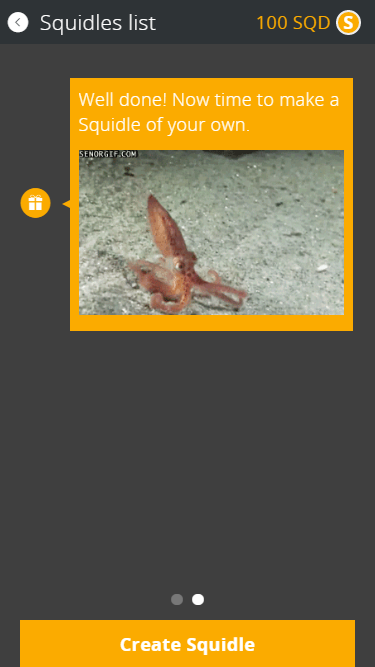 Squidles list
100 SQD S
Well done! Now time to make a
Squidle of your own.
SENORGIF.COM
Create Squidle